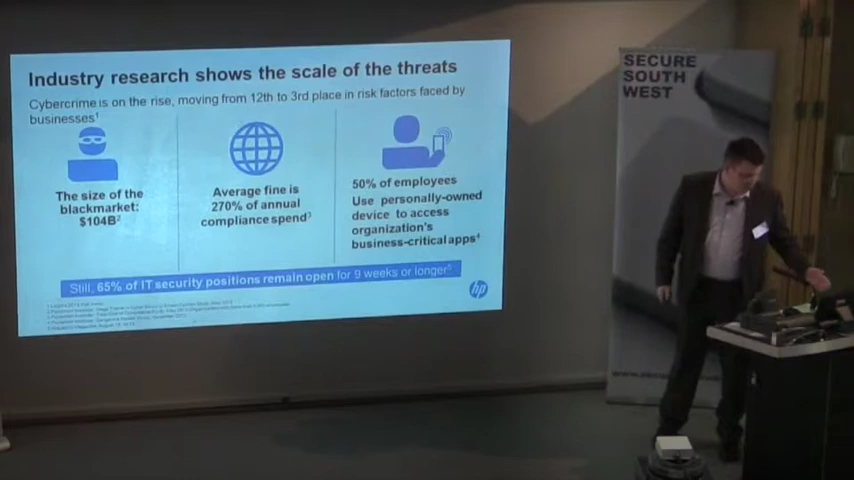 Industry research shows the scale of the threats
Cybercrime is on the rise, moving from 12th to 3rd place in risk factors faced by
businesses1
The size of the
blackmarket:
$104B2
Average fine is
270% of annual
compliance spend3
50% of employees
Use personally-owned
device to access
organization's
business-critical apps4
Still, 65% of IT security positions remain open for 9 weeks or longer5
hp
SECURE
SOUTH
WEST